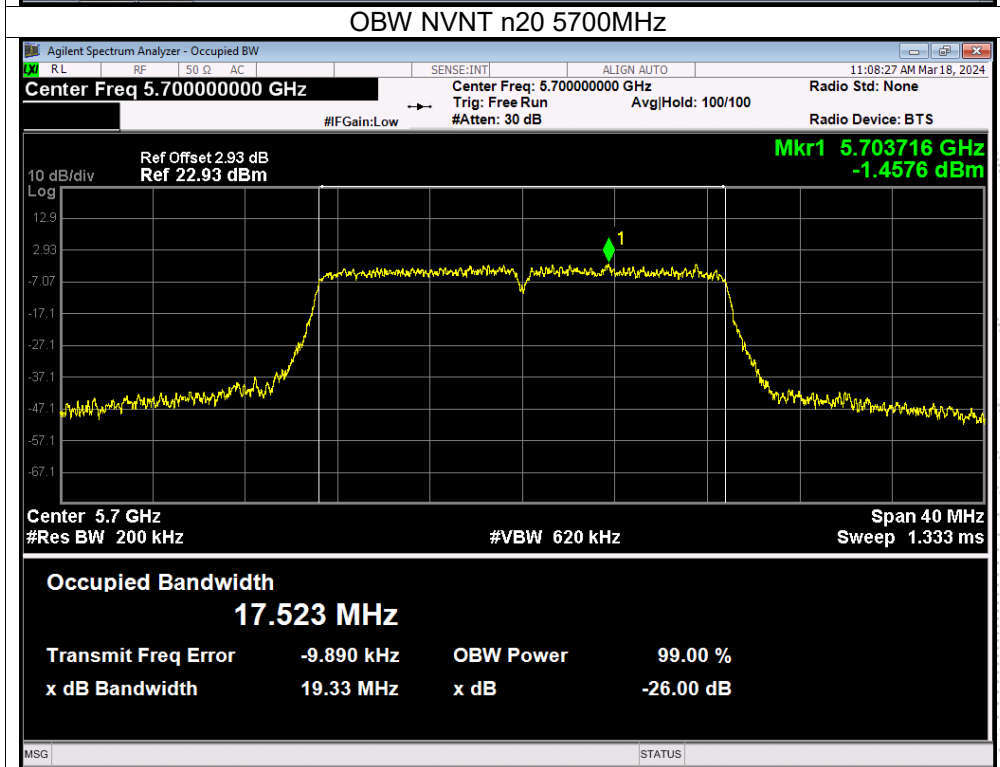 OBW NVNT n20 5700MHz
Agilent Spectrum Analyzer - Occupied BW
LXI RL RF 50 Ω AC SENSE:INT ALIGN AUTO 11:08:27 AM Mar 18, 2024
Center Freq 5.700000000 GHz Center Freq: 5.700000000 GHz Radio Std: None
Trig: Free Run Avg|Hold: 100/100
#IFGain:Low #Atten: 30 dB Radio Device: BTS
Mkr1 5.703716 GHz
-1.4576 dBm
Ref Offset 2.93 dB
10 dB/div Ref 22.93 dBm
Log
12.9
1
2.93
-7.07
-17.1
-27.1
-37.1
-47.1
-57.1
-67.1
Center 5.7 GHz Span 40 MHz
#Res BW 200 kHz #VBW 620 kHz Sweep 1.333 ms
Occupied Bandwidth
17.523 MHz
Transmit Freq Error -9.890 kHz OBW Power 99.00 %
x dB Bandwidth 19.33 MHz x dB -26.00 dB
MSG STATUS